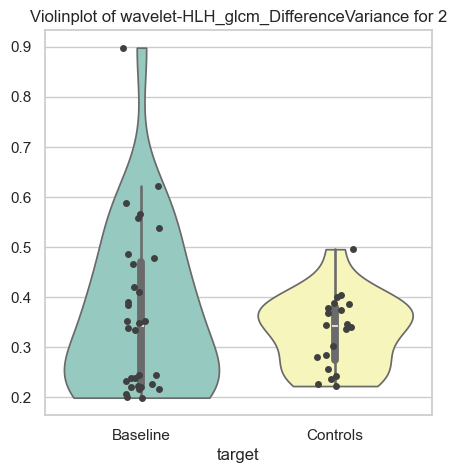 Violinplot of wavelet-HLH_glcm_DifferenceVariance for 2
0.9
0.8
0.7
0.6
0.5
0.4
0.3
0.2
Baseline
Controls
target